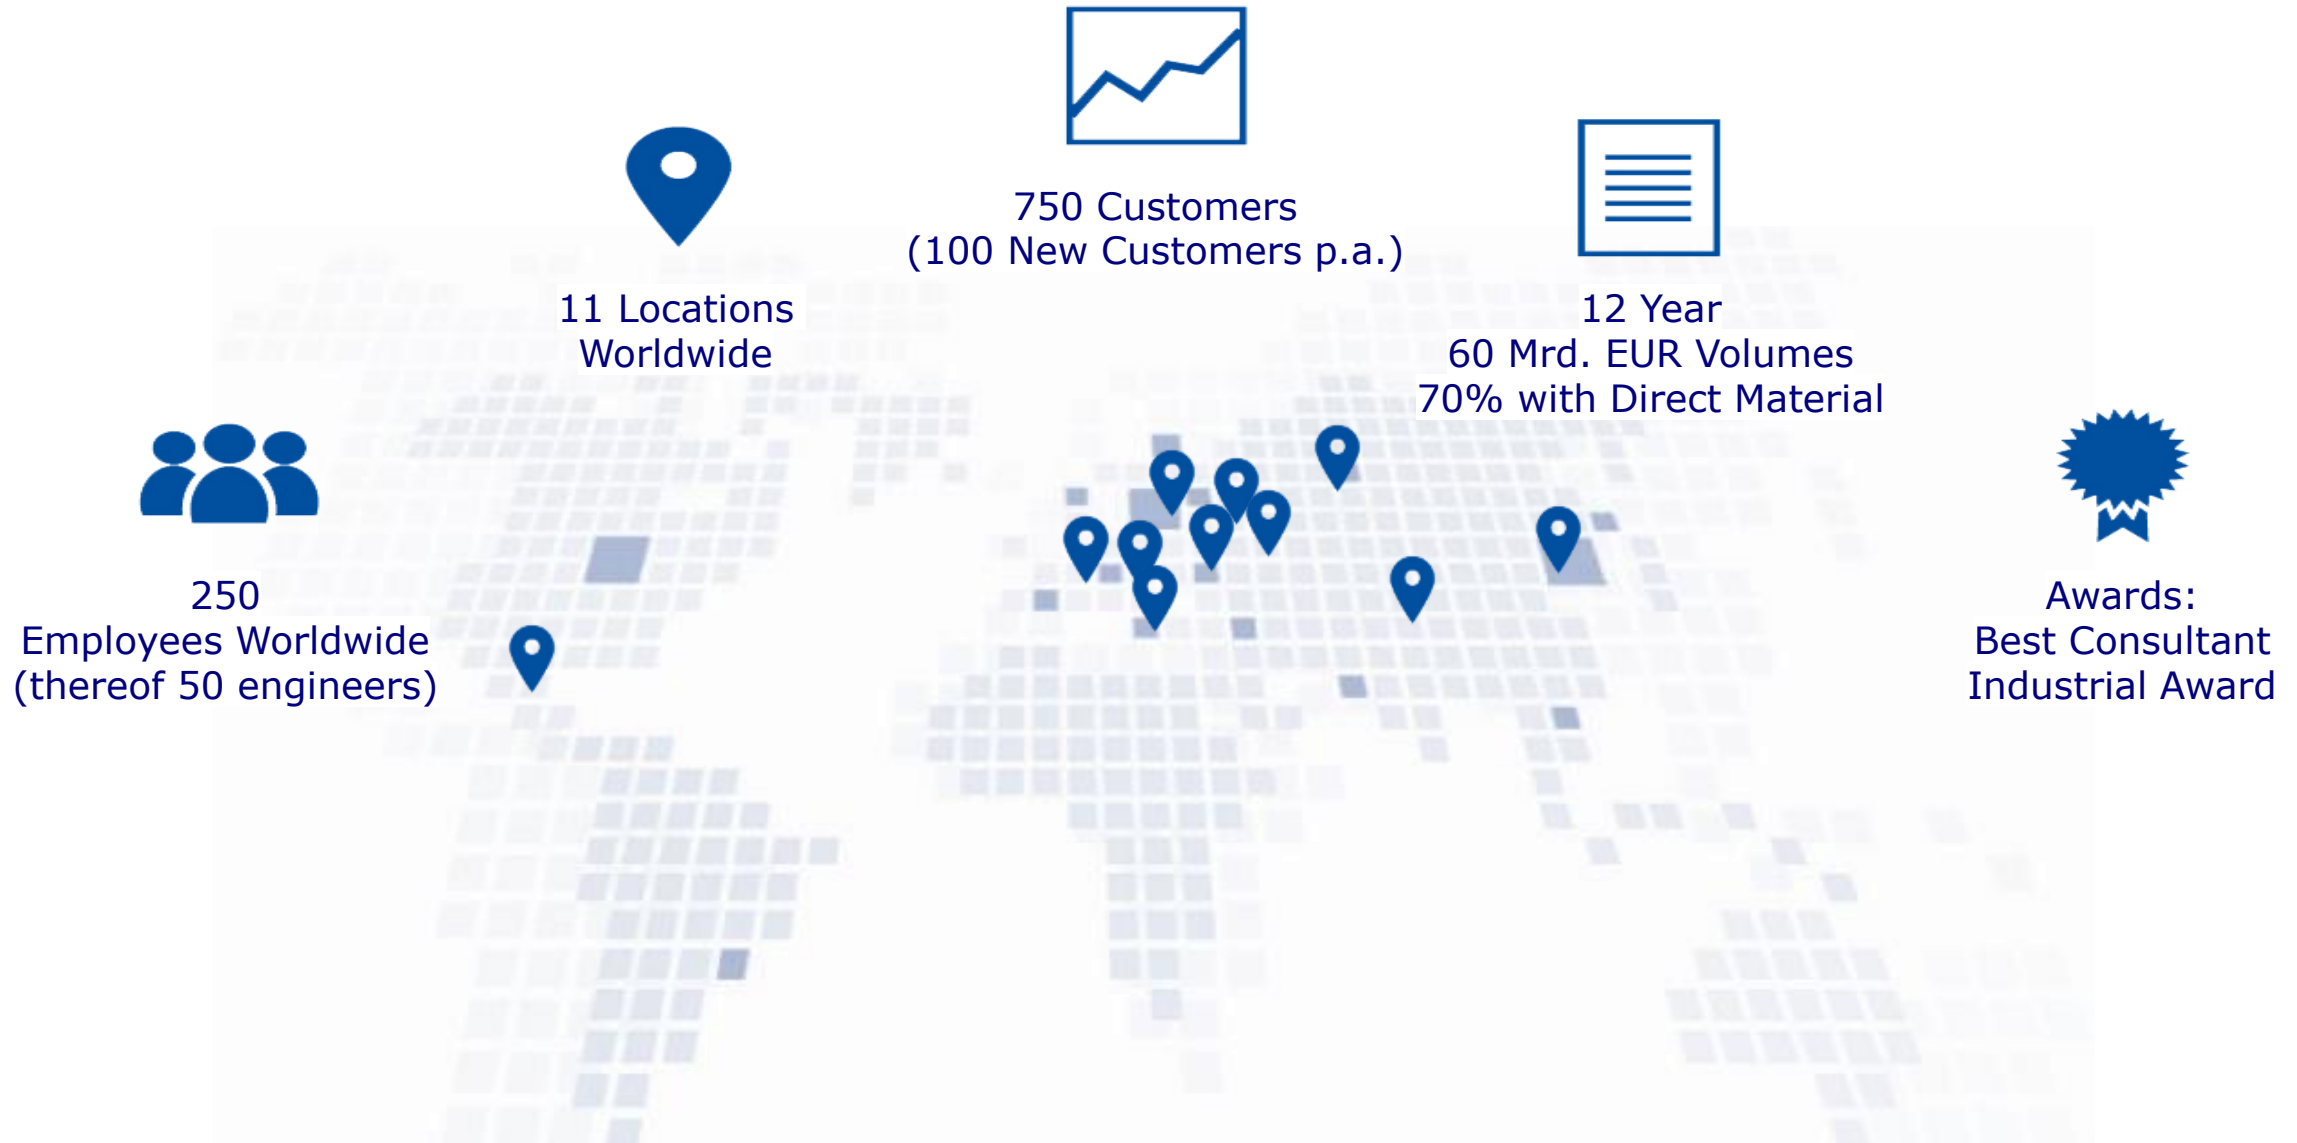 750 Customers
(100 New Customers p.a.)
11 Locations
Worldwide
12 Year
60 Mrd. EUR Volumes
70% with Direct Material
250
Employees Worldwide
(thereof 50 engineers)
Awards:
Best Consultant
Industrial Award